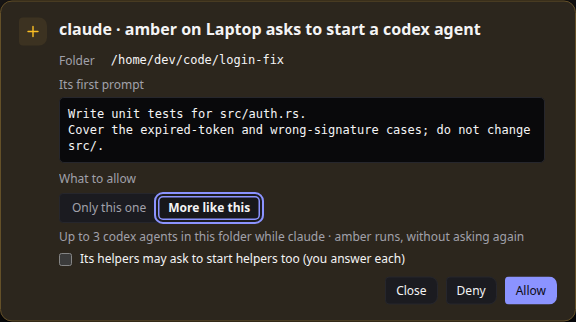 claude · amber on Laptop asks to start a codex agent
Folder /home/dev/code/login-fix
Its first prompt
Write unit tests for src/auth.rs.
Cover the expired-token and wrong-signature cases; do not change
src/.
What to allow
Only this one More like this
Up to 3 codex agents in this folder while claude · amber runs, without asking again
Its helpers may ask to start helpers too (you answer each)
Close Deny Allow